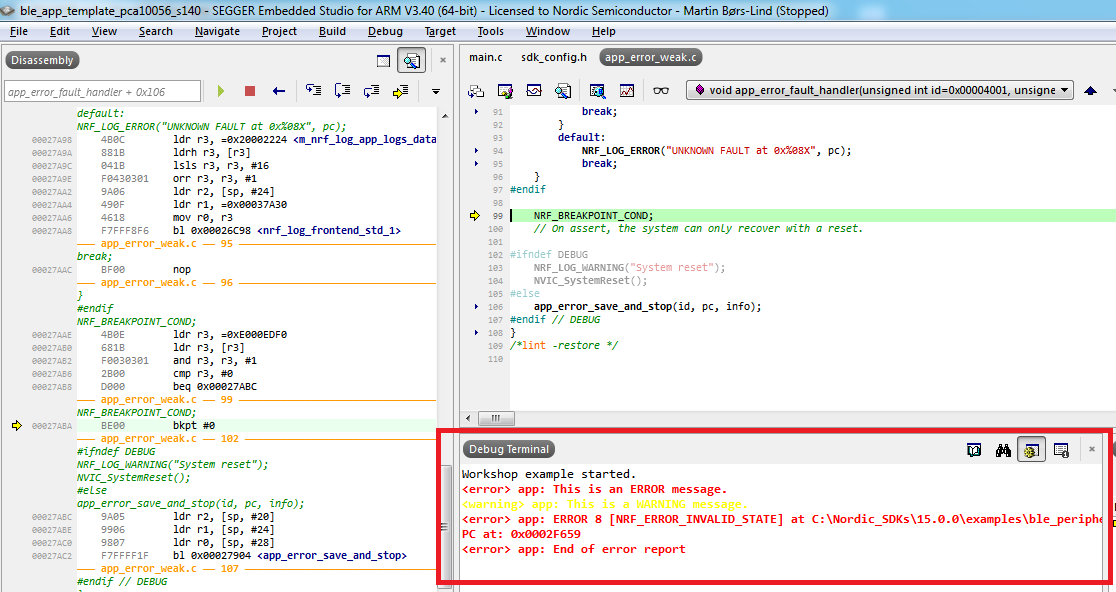 ble_app_template_pca10056_s140 - SEGGER Embedded Studio for ARM V3.40 (64-bit) - Licensed to Nordic Semiconductor - Martin Børs-Lind (Stopped)
File Edit View Search Navigate Project Build Debug Target Tools Window Help
Disassembly
app_error_fault_handler + 0x106
default:
NRF_LOG_ERROR("UNKNOWN FAULT at 0x%08X", pc);
00027A98 4B0C ldr r3, =0x20002224 <m_nrf_log_app_logs_data
00027A9A 881B ldrh r3, [r3]
00027A9C 041B lsls r3, r3, #16
00027A9E F0430301 orr r3, r3, #1
00027AA2 9A06 ldr r2, [sp, #24]
00027AA4 490F ldr r1, =0x00037A30
00027AA6 4618 mov r0, r3
00027AA8 F7FFF8F6 bl 0x00026C98 <nrf_log_frontend_std_1>
app_error_weak.c — 95
break;
00027AAC BF00 nop
app_error_weak.c — 96
}
#endif
NRF_BREAKPOINT_COND;
00027AAE 4B0E ldr r3, =0xE000EDF0
00027AB0 681B ldr r3, [r3]
00027AB2 F0030301 and r3, r3, #1
00027AB6 2B00 cmp r3, #0
00027AB8 D000 beq 0x00027ABC
app_error_weak.c — 99
NRF_BREAKPOINT_COND;
00027ABA BE00 bkpt #0
app_error_weak.c — 102
#ifndef DEBUG
NRF_LOG_WARNING("System reset");
NVIC_SystemReset();
#else
app_error_save_and_stop(id, pc, info);
00027ABC 9A05 ldr r2, [sp, #20]
00027ABE 9906 ldr r1, [sp, #24]
00027AC0 9807 ldr r0, [sp, #28]
00027AC2 F7FFFF1F bl 0x00027904 <app_error_save_and_stop>
app_error_weak.c — 107
#endif // DEBUG
main.c sdk_config.h app_error_weak.c
void app_error_fault_handler(unsigned int id=0x00004001, unsigne
91 break;
92 }
93 default:
94 NRF_LOG_ERROR("UNKNOWN FAULT at 0x%08X", pc);
95 break;
96 }
97 #endif
98
99 NRF_BREAKPOINT_COND;
100 // On assert, the system can only recover with a reset.
101
102 #ifndef DEBUG
103 NRF_LOG_WARNING("System reset");
104 NVIC_SystemReset();
105 #else
106 app_error_save_and_stop(id, pc, info);
107 #endif // DEBUG
108 }
109 /*lint -restore */
110
Debug Terminal
Workshop example started.
<error> app: This is an ERROR message.
<warning> app: This is a WARNING message.
<error> app: ERROR 8 [NRF_ERROR_INVALID_STATE] at C:\Nordic_SDKs\15.0.0\examples\ble_periphe
PC at: 0x0002F659
<error> app: End of error report